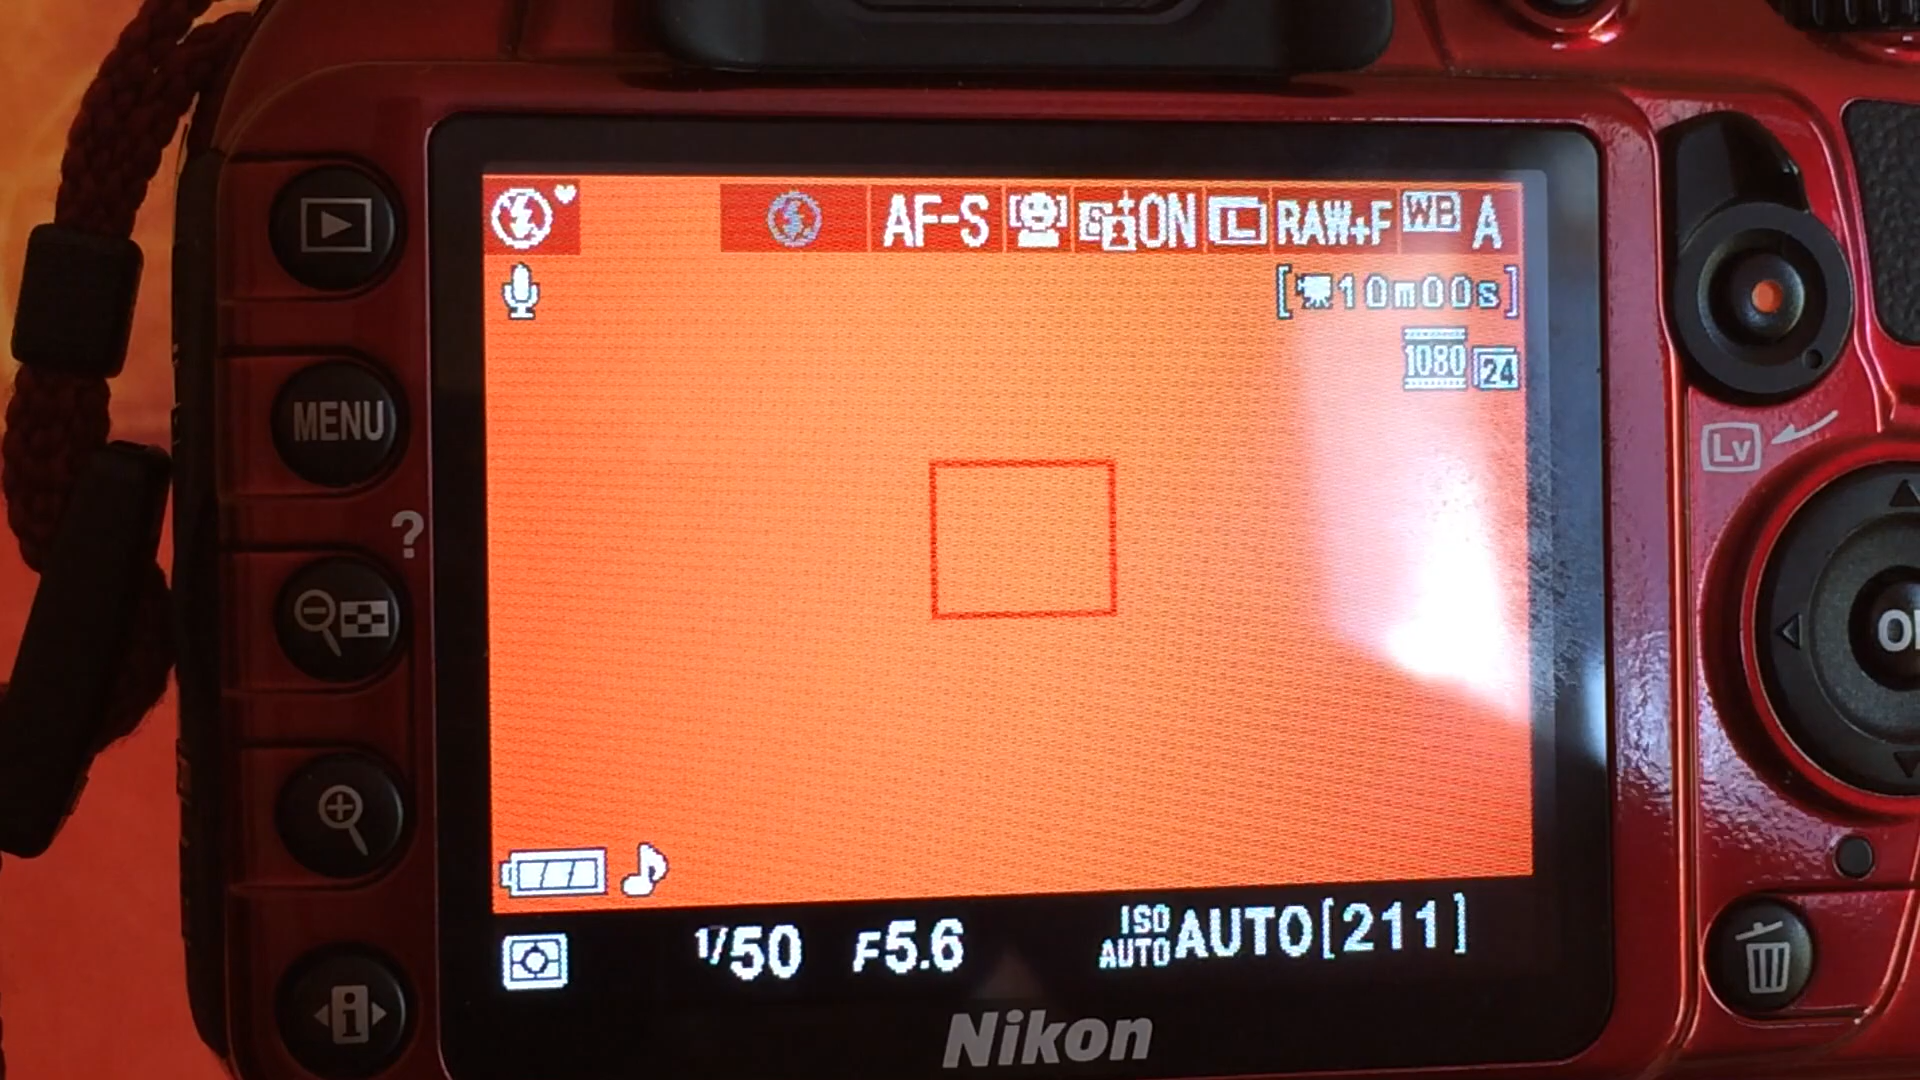 AF-S ON L RAW+F WB A
[10m00s]
1080 24
MENU
Lv
?
OK
1/50 F5.6 ISO AUTO AUTO[211]
i
Nikon